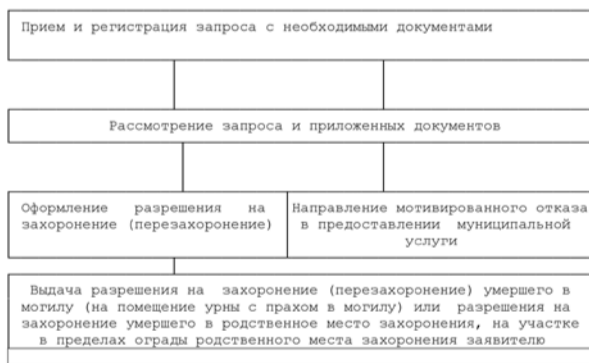 Прием и регистрация запроса с необходимыми документами
Рассмотрение запроса и приложенных документов
Оформление разрешения на
захоронение (перезахоронение)
Направление мотивированного отказа
в предоставлении муниципальной
услуги
Выдача разрешения на захоронение (перезахоронение) умершего в
могилу (на помещение урны с прахом в могилу) или разрешения на
захоронение умершего в родственное место захоронения, на участке
в пределах ограды родственного места захоронения заявителю